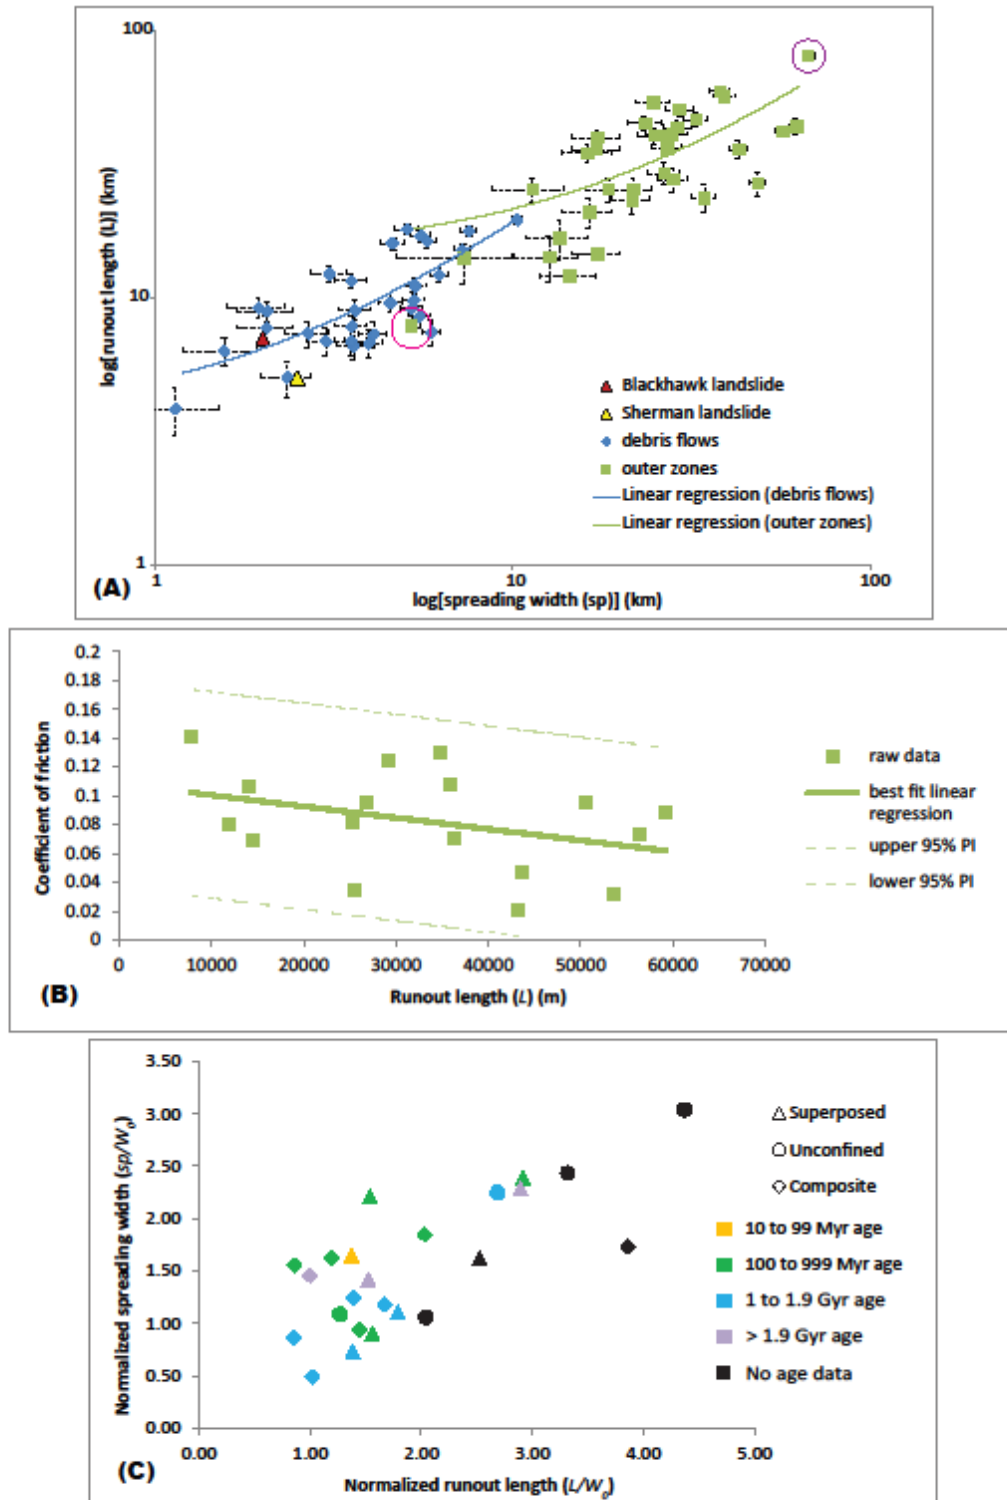 100
10
1
1
10
100
log[runout length (L)] (km)
log[spreading width (sp)] (km)
Blackhawk landslide
Sherman landslide
debris flows
outer zones
Linear regression (debris flows)
Linear regression (outer zones)
(A)
0.2
0.18
0.16
0.14
0.12
0.1
0.08
0.06
0.04
0.02
0
0
10000
20000
30000
40000
50000
60000
70000
Coefficient of friction
Runout length (L) (m)
raw data
best fit linear
regression
upper 95% PI
lower 95% PI
(B)
3.50
3.00
2.50
2.00
1.50
1.00
0.50
0.00
0.00
1.00
2.00
3.00
4.00
5.00
Normalized spreading width (sp/W₀)
Normalized runout length (L/W₀)
Superposed
Unconfined
Composite
10 to 99 Myr age
100 to 999 Myr age
1 to 1.9 Gyr age
> 1.9 Gyr age
No age data
(C)